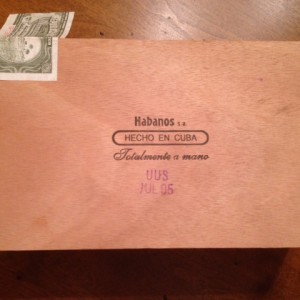 Habanos s.a.
HECHO EN CUBA
Totalmente a mano
UUS
JUL 05